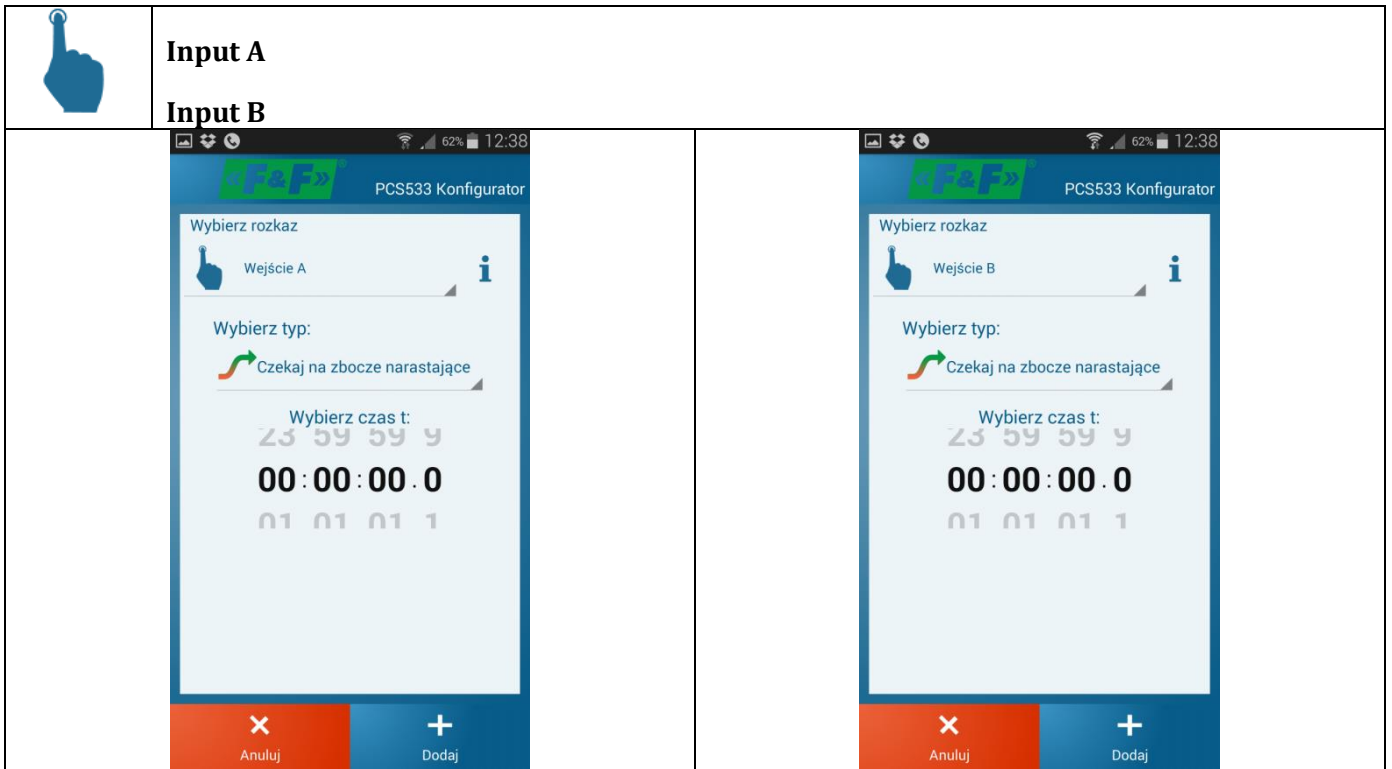 Input A
Input B
62% 12:38
«F&F»®
PCS533 Konfigurator
Wybierz rozkaz
Wejście A
i
Wybierz typ:
Czekaj na zbocze narastające
Wybierz czas t:
23 59 59 9
00:00:00.0
01 01 01 1
Anuluj
Dodaj
62% 12:38
«F&F»®
PCS533 Konfigurator
Wybierz rozkaz
Wejście B
i
Wybierz typ:
Czekaj na zbocze narastające
Wybierz czas t:
23 59 59 9
00:00:00.0
01 01 01 1
Anuluj
Dodaj